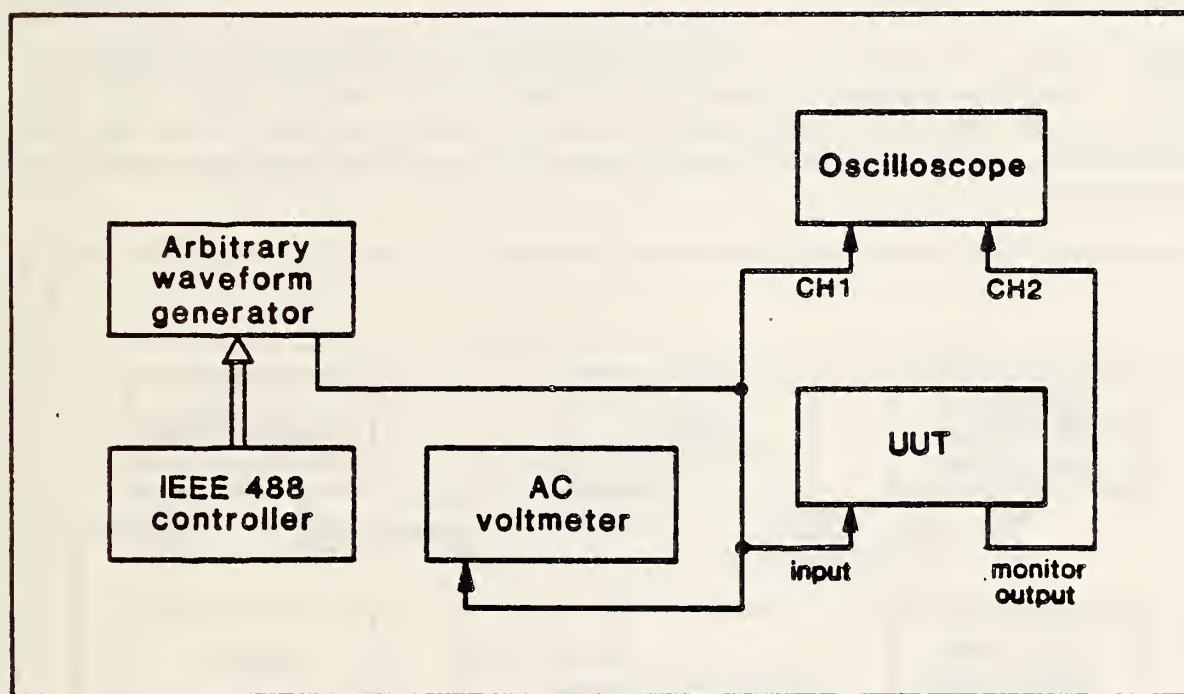 Oscilloscope
Arbitrary
waveform
generator
CH1
CH2
UUT
IEEE 488
controller
AC
voltmeter
input
monitor
output